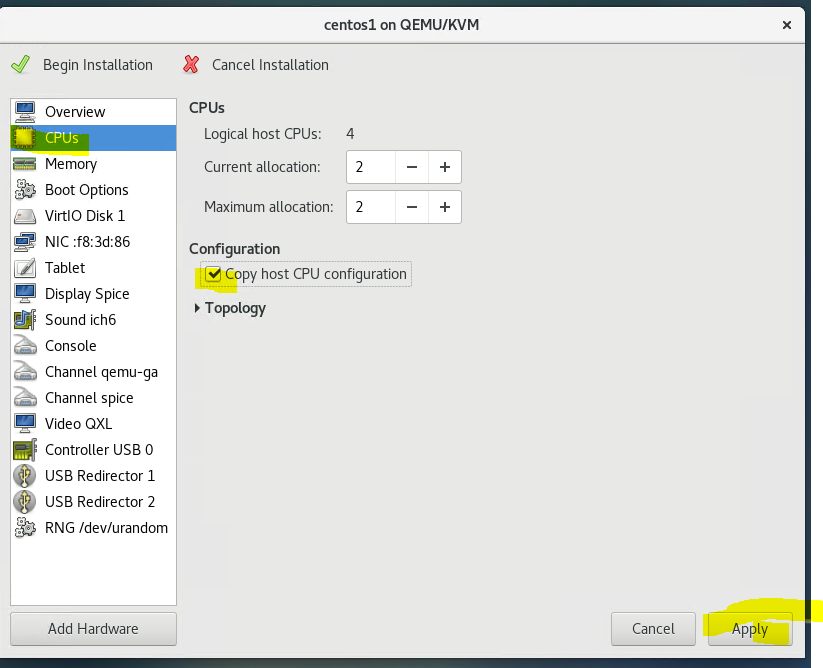 centos1 on QEMU/KVM
Begin Installation
Cancel Installation
Overview
CPUs
Memory
Boot Options
VirtIO Disk 1
NIC :f8:3d:86
Tablet
Display Spice
Sound ich6
Console
Channel qemu-ga
Channel spice
Video QXL
Controller USB 0
USB Redirector 1
USB Redirector 2
RNG /dev/urandom
Add Hardware
CPUs
Logical host CPUs: 4
Current allocation: 2
Maximum allocation: 2
Configuration
Copy host CPU configuration
Topology
Cancel
Apply